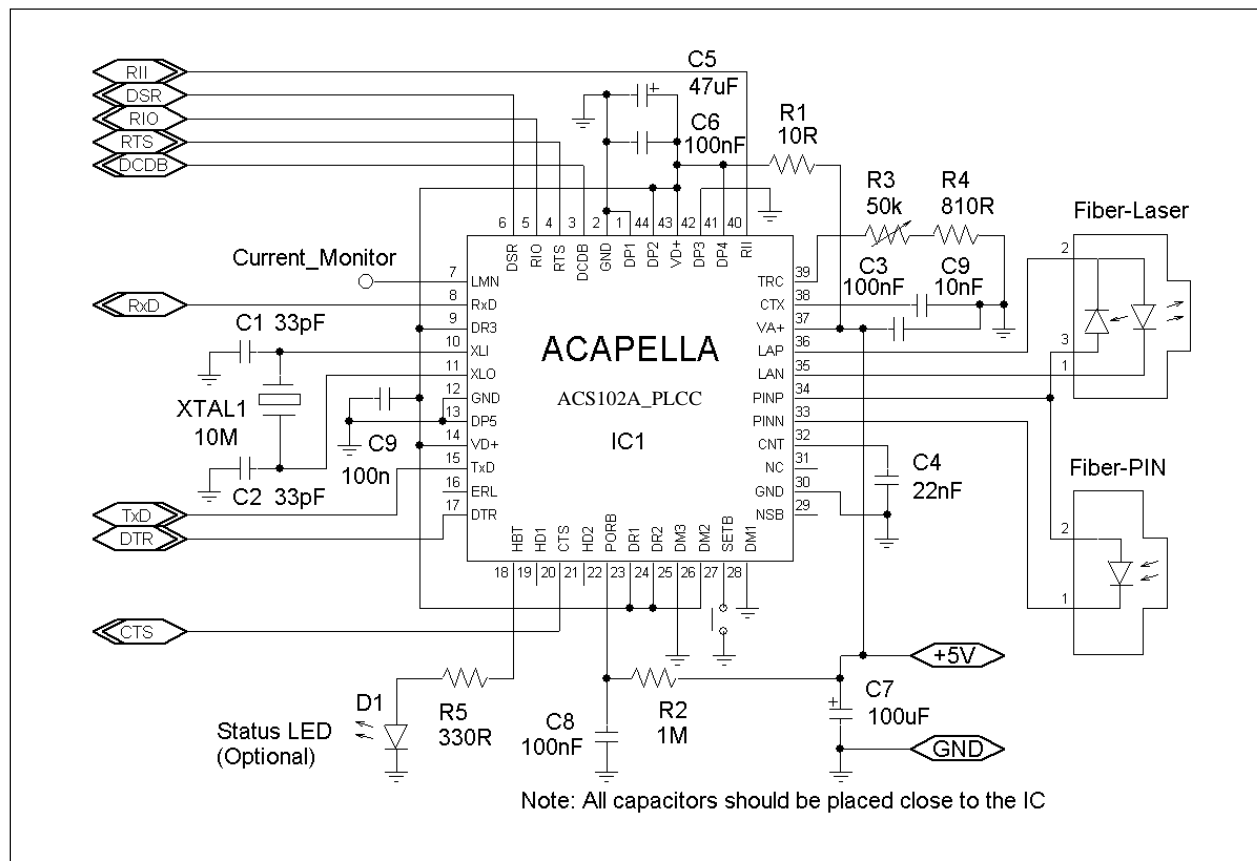 RII
DSR
RIO
RTS
DCDB
C5
47uF
C6
100nF
R1
10R
R3
50k
R4
810R
Fiber-Laser
6 5 4 3 2 1 44 43 42 41 40
DSR RIO RTS DCDB GND DP1 DP2 VD+ DP3 DP4 RII
Current_Monitor
7 LMN
RxD
8 RxD
9 DR3
C1 33pF
10 XLI
11 XLO
12 GND
13 DP5
14 VD+
15 TxD
16 ERL
17 DTR
XTAL1
10M
C9
100n
C2 33pF
TxD
DTR
ACAPELLA
ACS102A_PLCC
IC1
TRC 39
CTX 38
VA+ 37
LAP 36
LAN 35
PINP 34
PINN 33
CNT 32
NC 31
GND 30
NSB 29
C3
100nF
C9
10nF
2
3
1
C4
22nF
Fiber-PIN
2
1
HBT HD1 CTS HD2 PORB DR1 DR2 DM3 DM2 SETB DM1
18 19 20 21 22 23 24 25 26 27 28
CTS
+5V
D1
R5
330R
C8
100nF
R2
1M
C7
100uF
GND
Status LED
(Optional)
Note: All capacitors should be placed close to the IC